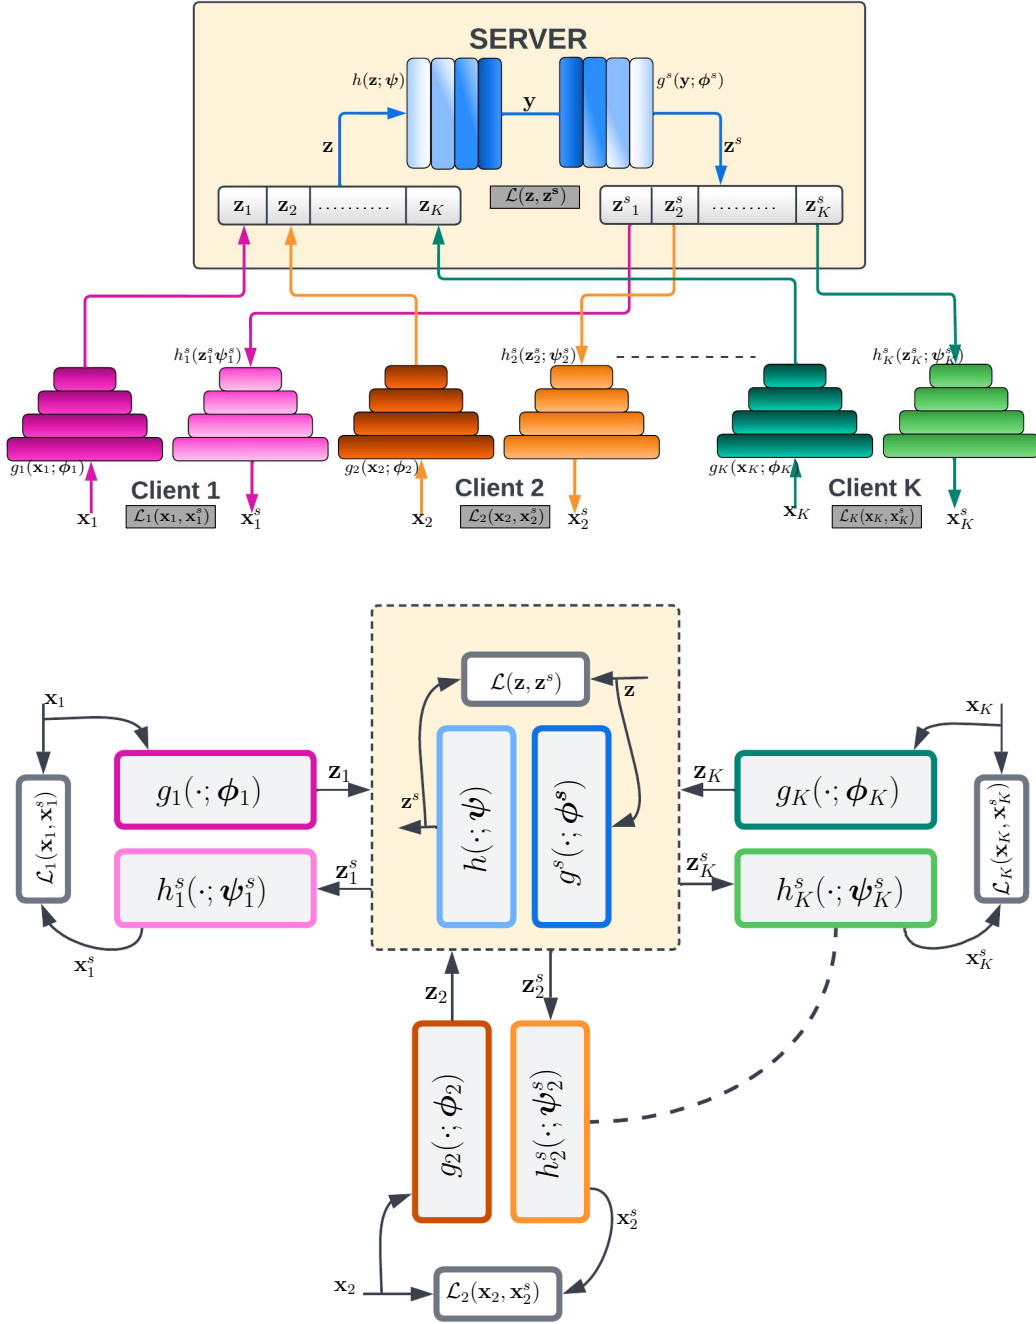 SERVER
h(z; ψ)
g^s(y; ϕ^s)
y
z
z^s
L(z, z^s)
z_1 z_2 .......... z_K
z^s_1 z^s_2 ......... z^s_K
h^s_1(z^s_1 ψ^s_1)
h^s_2(z^s_2; ψ^s_2)
h^s_K(z^s_K; ψ^s_K)
g_1(x_1; ϕ_1)
g_2(x_2; ϕ_2)
g_K(x_K; ϕ_K)
Client 1
Client 2
Client K
x_1
L_1(x_1, x^s_1)
x^s_1
x_2
L_2(x_2, x^s_2)
x^s_2
x_K
L_K(x_K, x^s_K)
x^s_K
L(z, z^s)
z
x_1
x_K
g_1(·; ϕ_1)
z_1
z_K
g_K(·; ϕ_K)
z^s
L_1(x_1, x^s_1)
h(·; ψ)
g^s(·; ϕ^s)
L_K(x_K, x^s_K)
h^s_1(·; ψ^s_1)
z^s_1
z^s_K
h^s_K(·; ψ^s_K)
x^s_1
x^s_K
z_2
z^s_2
g_2(·; ϕ_2)
h^s_2(·; ψ^s_2)
x^s_2
x_2
L_2(x_2, x^s_2)